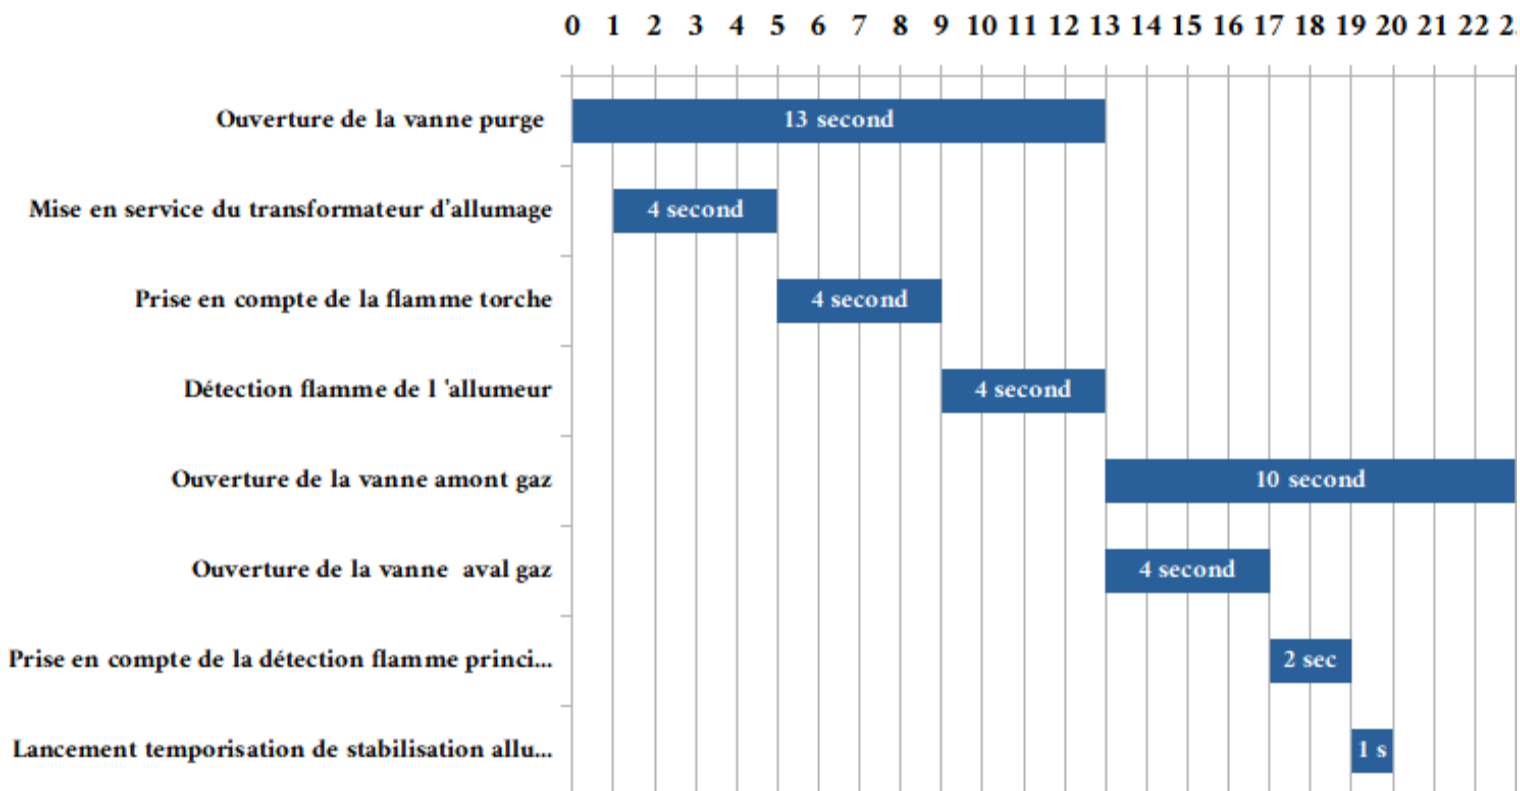 0 1 2 3 4 5 6 7 8 9 10 11 12 13 14 15 16 17 18 19 20 21 22
Ouverture de la vanne purge 13 second
Mise en service du transformateur d'allumage 4 second
Prise en compte de la flamme torche 4 second
Détection flamme de l 'allumeur 4 second
Ouverture de la vanne amont gaz 10 second
Ouverture de la vanne aval gaz 4 second
Prise en compte de la détection flamme princi... 2 sec
Lancement temporisation de stabilisation allu... 1 s